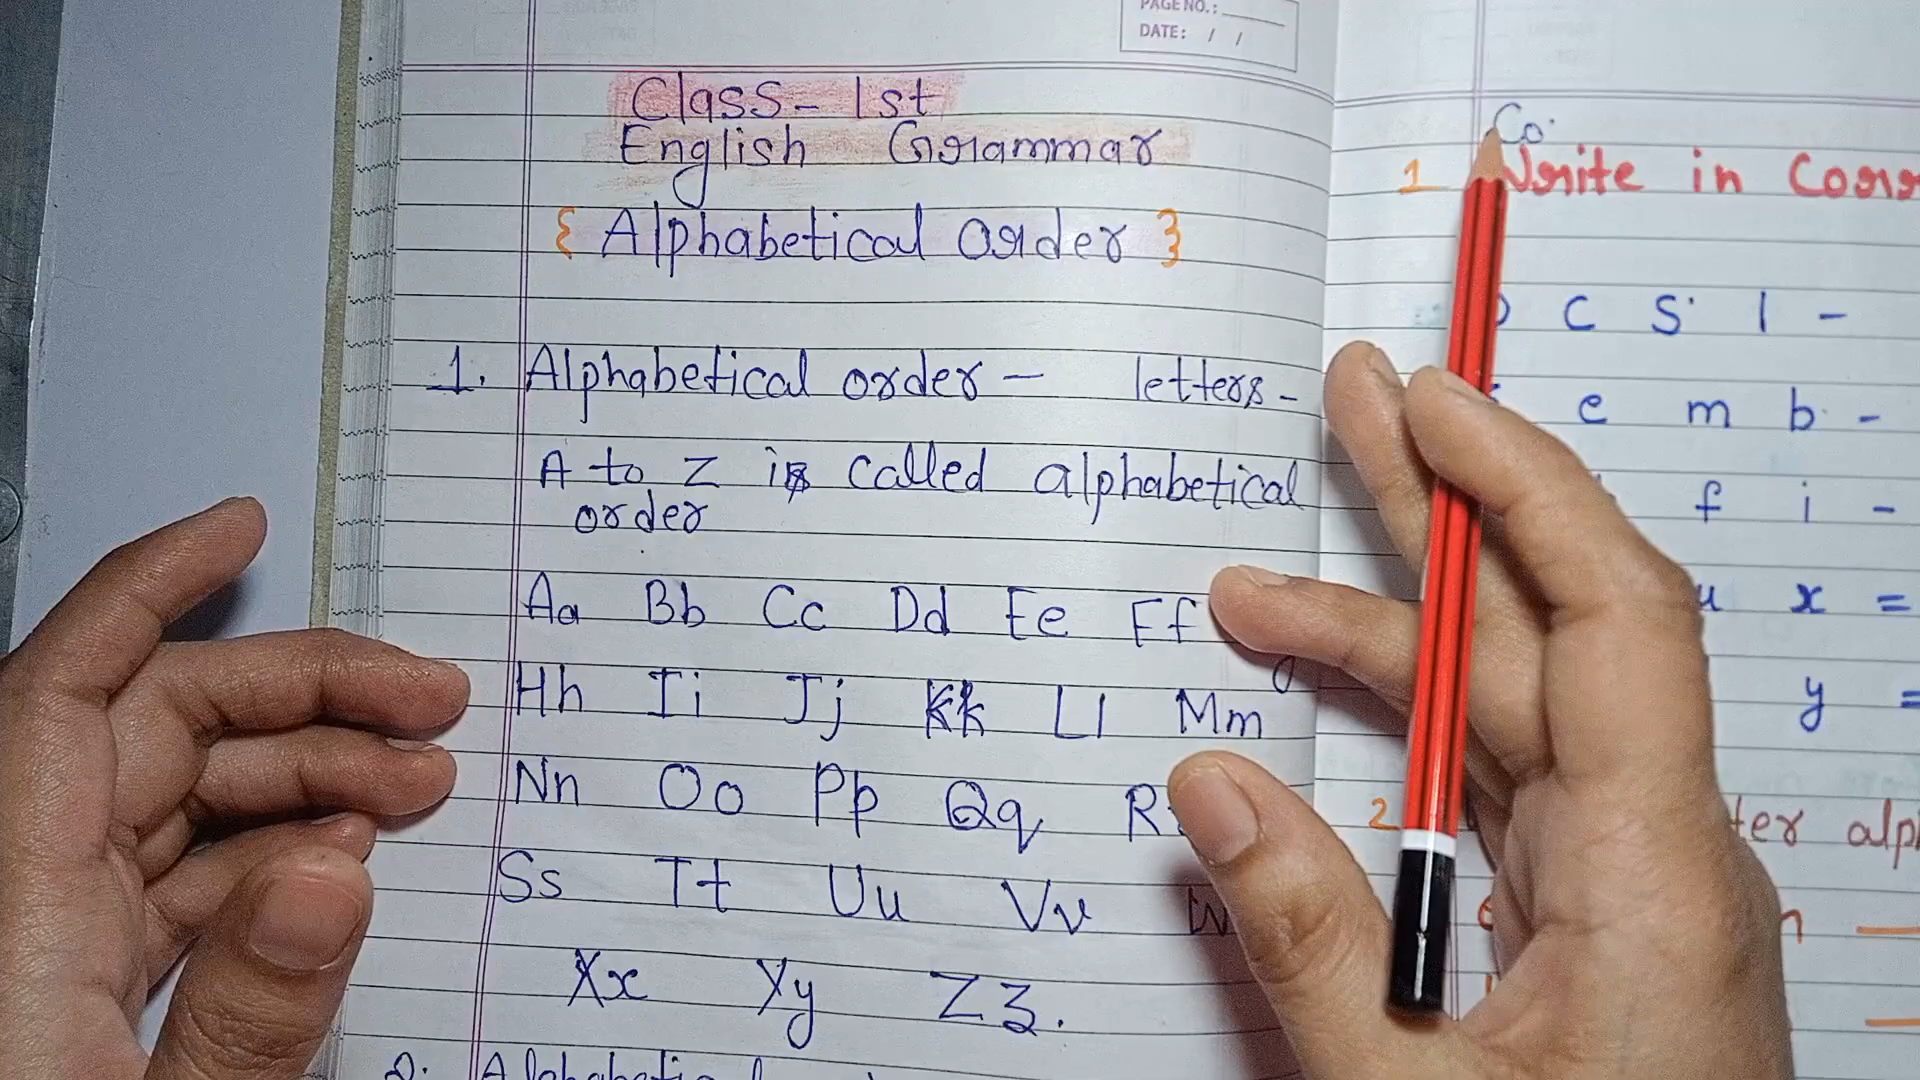 PAGE NO.:
DATE: / /
Class- 1st
English Grammar
{ Alphabetical order }
1. Alphabetical order – letters-
A to Z is called alphabetical
order
Aa Bb Cc Dd Ee Ff
Hh Ii Jj Kk Ll Mm
Nn Oo Pp Qq R
Ss Tt Uu Vv W
Xx Yy Zz.
2.
Co.
1 Write in
c s l -
e m b -
f i -
u x =
y =
2